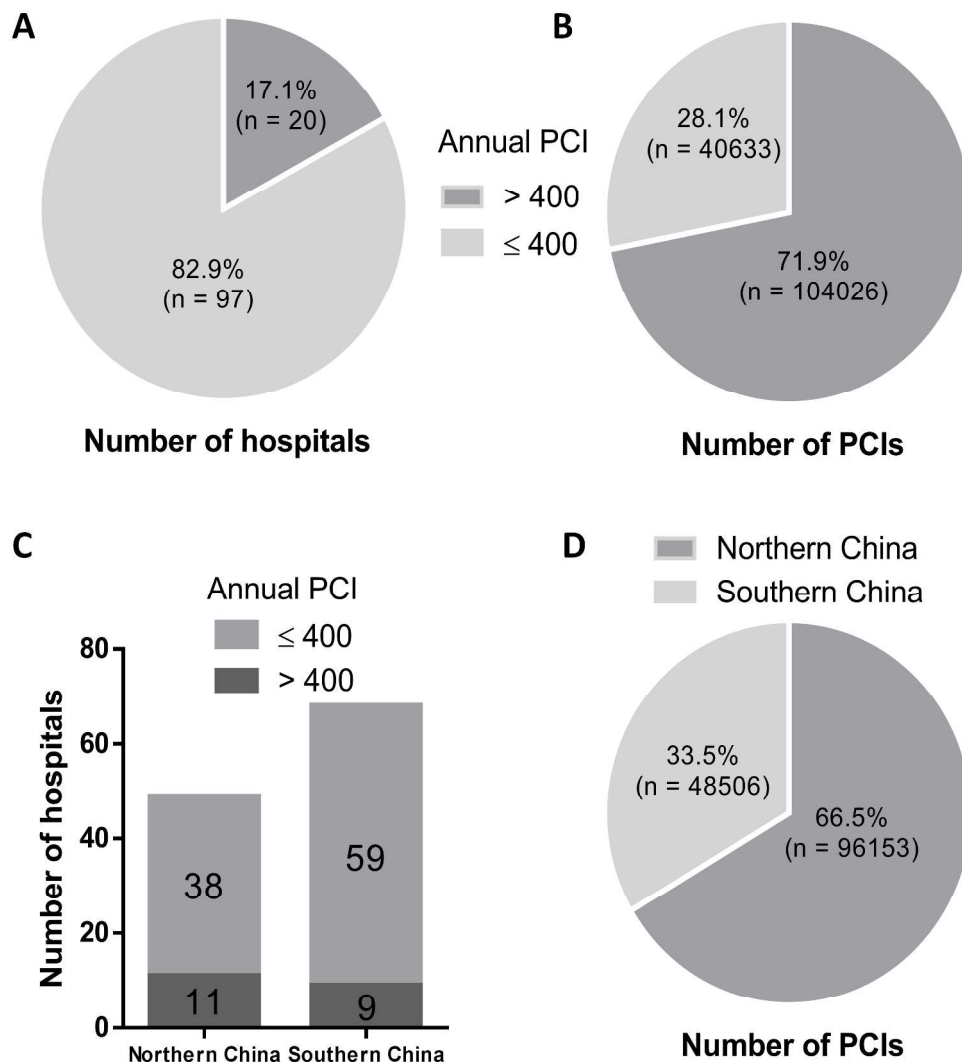 A
17.1%
(n = 20)
82.9%
(n = 97)
Number of hospitals
Annual PCI
> 400
≤ 400
B
28.1%
(n = 40633)
71.9%
(n = 104026)
Number of PCIs
C
Annual PCI
≤ 400
> 400
Number of hospitals
80
60
40
20
0
38
59
11
9
Northern China Southern China
D
Northern China
Southern China
33.5%
(n = 48506)
66.5%
(n = 96153)
Number of PCIs